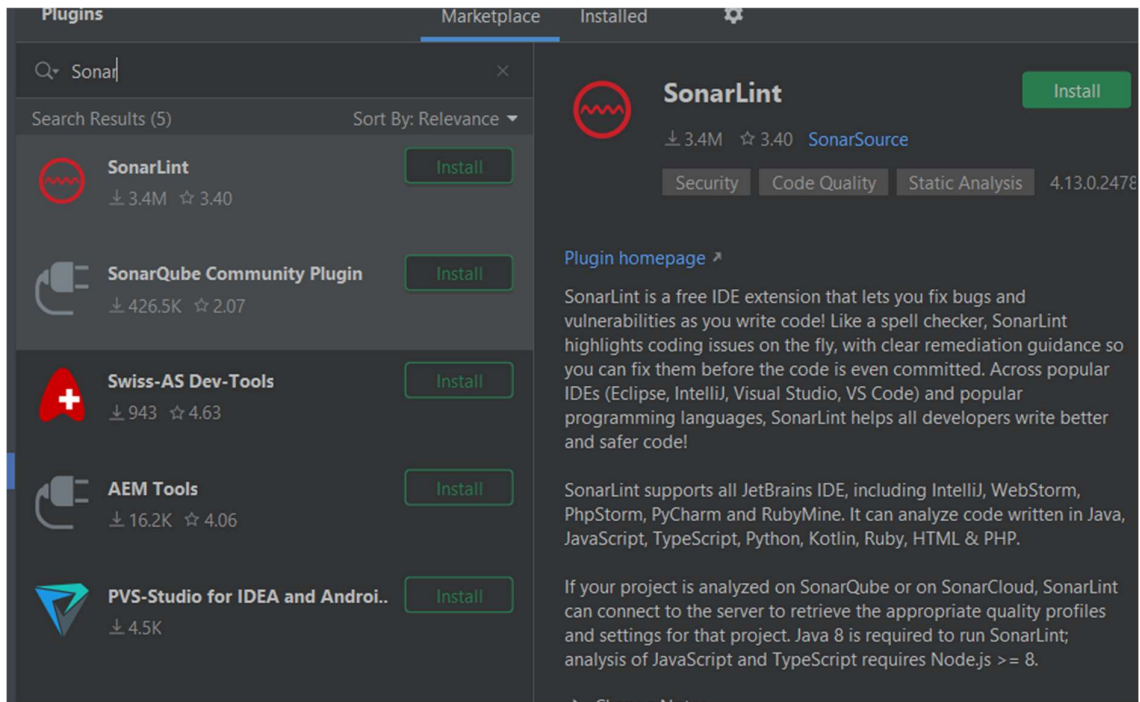 Plugins
Marketplace
Installed
Sonar
Search Results (5)
Sort By: Relevance
SonarLint
Install
3.4M 3.40
SonarQube Community Plugin
Install
426.5K 2.07
Swiss-AS Dev-Tools
Install
943 4.63
AEM Tools
Install
16.2K 4.06
PVS-Studio for IDEA and Androi..
Install
4.5K
SonarLint
Install
3.4M 3.40 SonarSource
Security Code Quality Static Analysis 4.13.0.2478
Plugin homepage
SonarLint is a free IDE extension that lets you fix bugs and
vulnerabilities as you write code! Like a spell checker, SonarLint
highlights coding issues on the fly, with clear remediation guidance so
you can fix them before the code is even committed. Across popular
IDEs (Eclipse, IntelliJ, Visual Studio, VS Code) and popular
programming languages, SonarLint helps all developers write better
and safer code!
SonarLint supports all JetBrains IDE, including IntelliJ, WebStorm,
PhpStorm, PyCharm and RubyMine. It can analyze code written in Java,
JavaScript, TypeScript, Python, Kotlin, Ruby, HTML & PHP.
If your project is analyzed on SonarQube or on SonarCloud, SonarLint
can connect to the server to retrieve the appropriate quality profiles
and settings for that project. Java 8 is required to run SonarLint;
analysis of JavaScript and TypeScript requires Node.js >= 8.